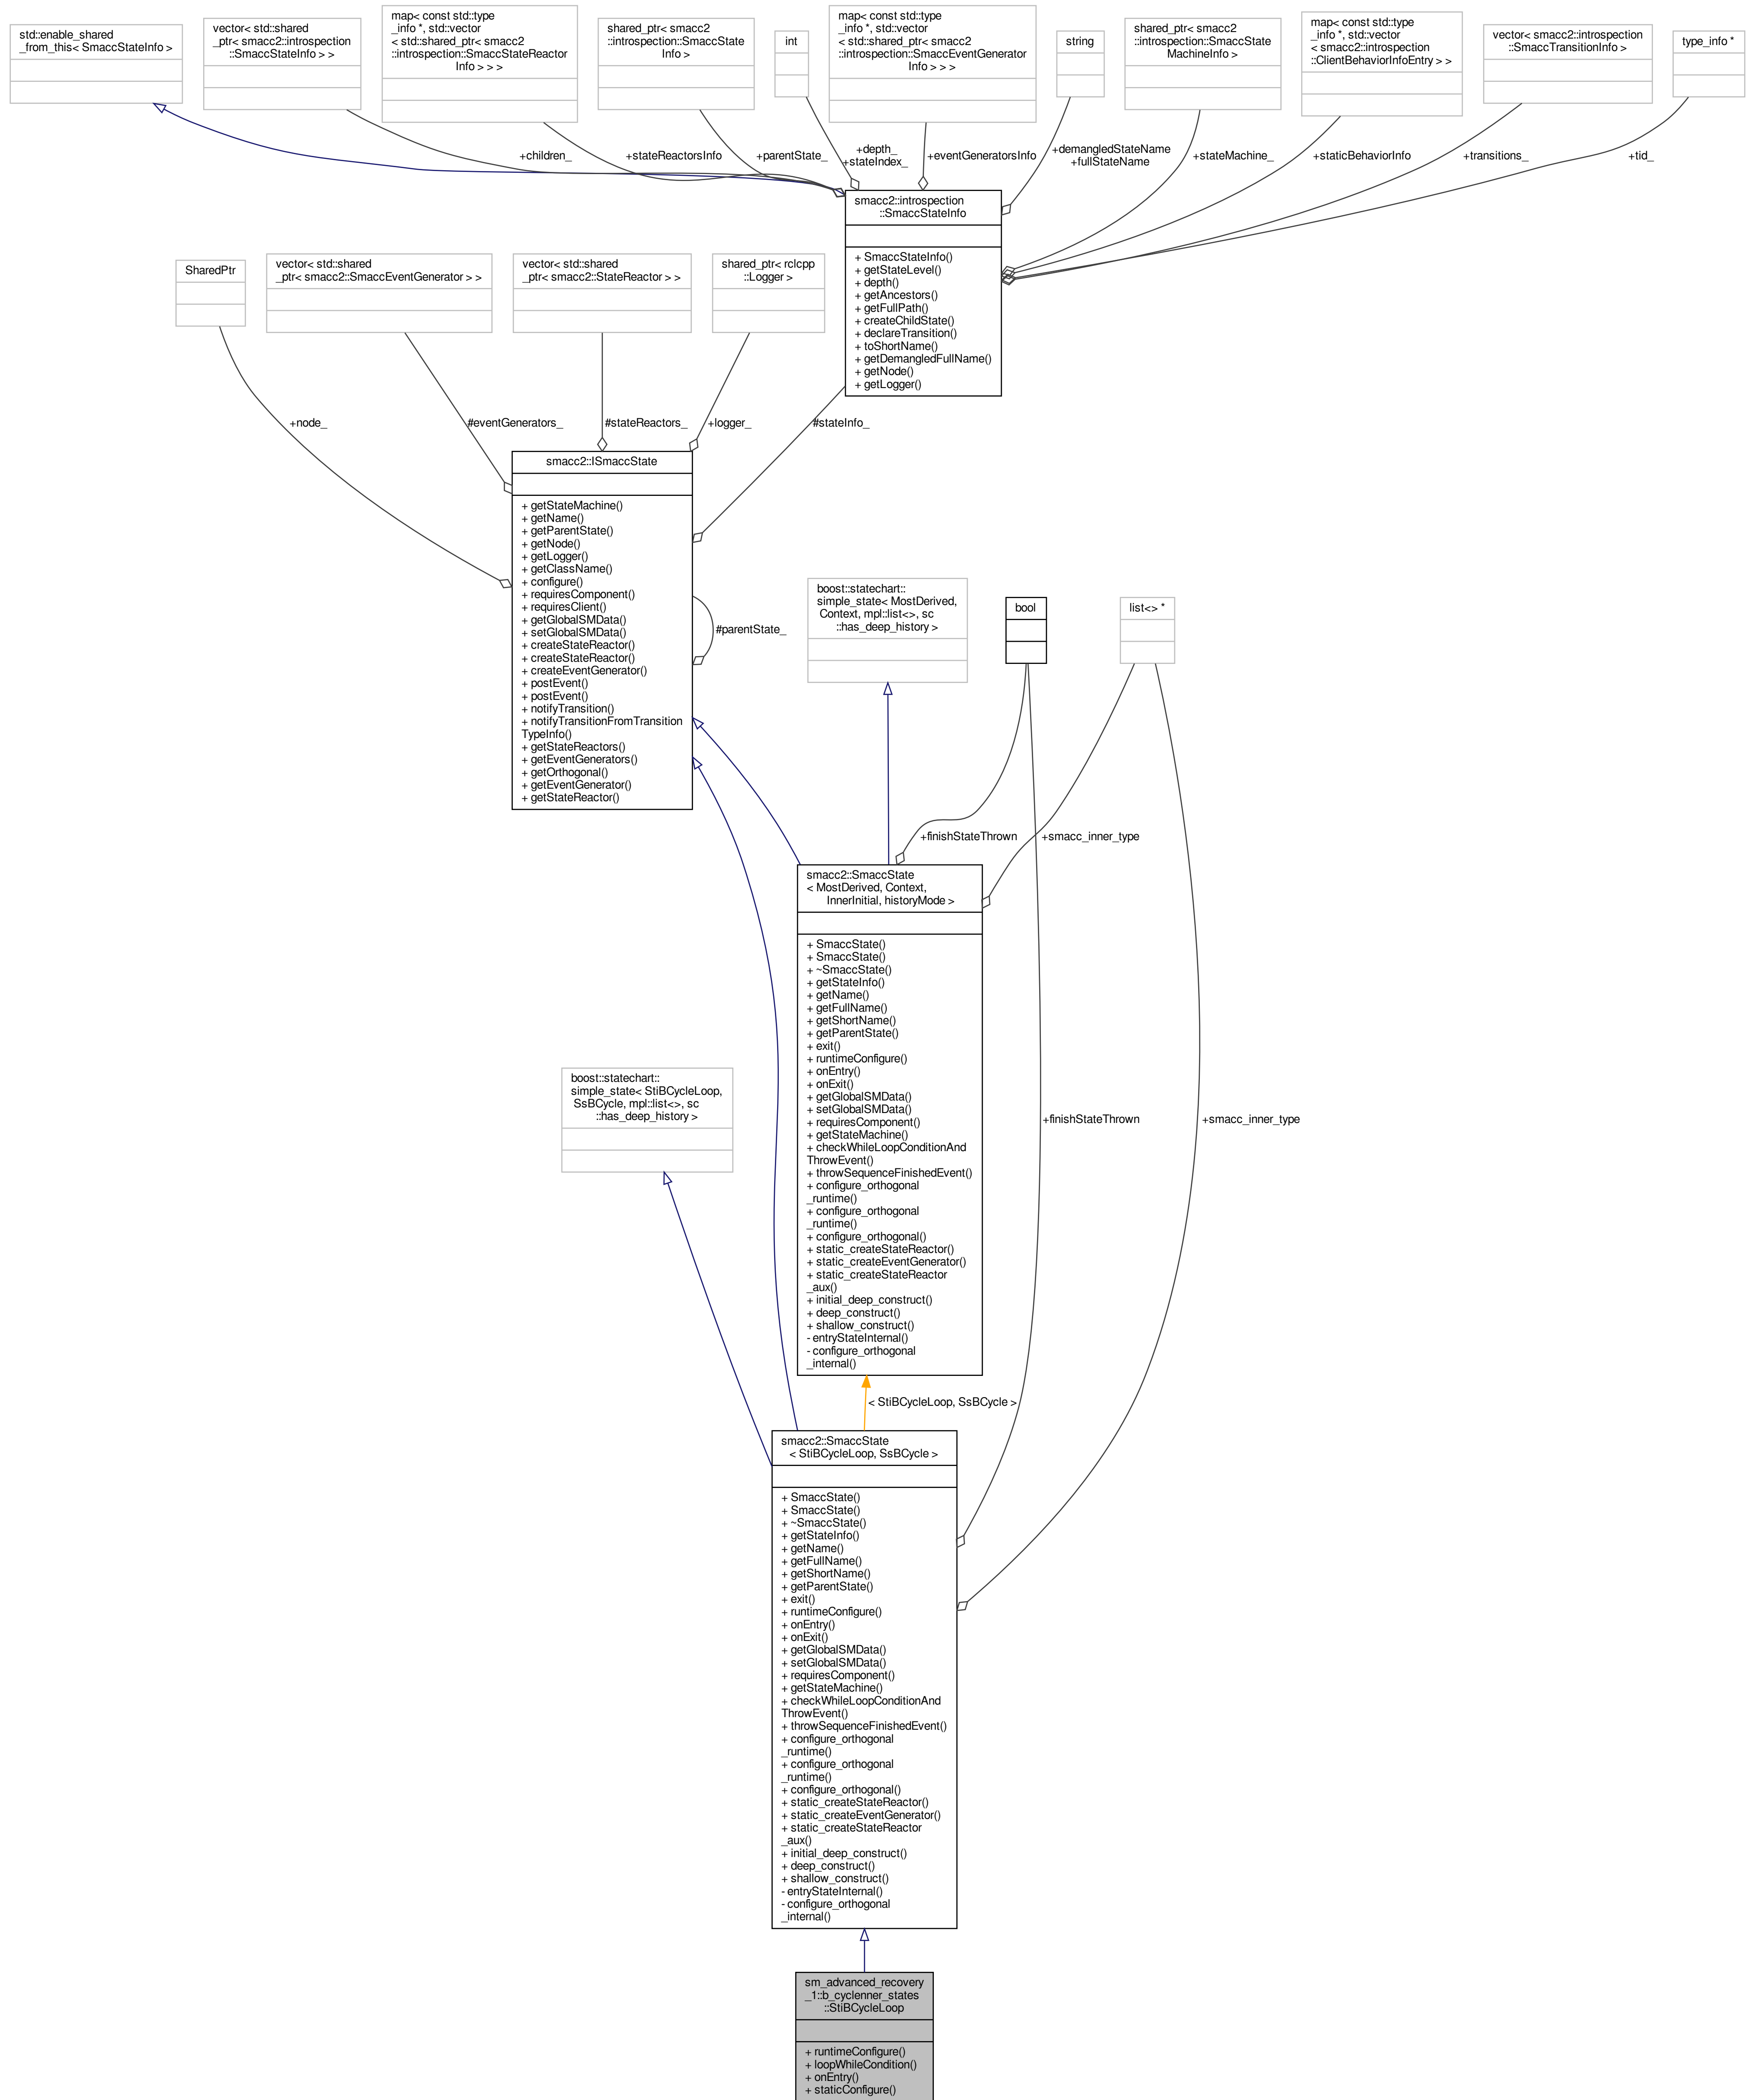 std::enable_shared
_from_this< SmaccStateInfo >
vector< std::shared
_ptr< smacc2::introspection
::SmaccStateInfo > >
map< const std::type
_info *, std::vector
< std::shared_ptr< smacc2
::introspection::SmaccStateReactor
Info > > >
shared_ptr< smacc2
::introspection::SmaccState
Info >
int
map< const std::type
_info *, std::vector
< std::shared_ptr< smacc2
::introspection::SmaccEventGenerator
Info > > >
string
shared_ptr< smacc2
::introspection::SmaccState
MachineInfo >
map< const std::type
_info *, std::vector
< smacc2::introspection
::ClientBehaviorInfoEntry > >
vector< smacc2::introspection
::SmaccTransitionInfo >
type_info *
+children_
+stateReactorsInfo
+parentState_
+depth_
+stateIndex_
+eventGeneratorsInfo
+demangledStateName
+fullStateName
+stateMachine_
+staticBehaviorInfo
+transitions_
+tid_
smacc2::introspection
::SmaccStateInfo
+ SmaccStateInfo()
+ getStateLevel()
+ depth()
+ getAncestors()
+ getFullPath()
+ createChildState()
+ declareTransition()
+ toShortName()
+ getDemangledFullName()
+ getNode()
+ getLogger()
SharedPtr
vector< std::shared
_ptr< smacc2::SmaccEventGenerator > >
vector< std::shared
_ptr< smacc2::StateReactor > >
shared_ptr< rclcpp
::Logger >
+node_
#eventGenerators_
#stateReactors_
+logger_
#stateInfo_
smacc2::ISmaccState
+ getStateMachine()
+ getName()
+ getParentState()
+ getNode()
+ getLogger()
+ getClassName()
+ configure()
+ requiresComponent()
+ requiresClient()
+ getGlobalSMData()
+ setGlobalSMData()
+ createStateReactor()
+ createStateReactor()
+ createEventGenerator()
+ postEvent()
+ postEvent()
+ notifyTransition()
+ notifyTransitionFromTransition
TypeInfo()
+ getStateReactors()
+ getEventGenerators()
+ getOrthogonal()
+ getEventGenerator()
+ getStateReactor()
#parentState_
boost::statechart::
simple_state< MostDerived,
Context, mpl::list<>, sc
::has_deep_history >
bool
list<> *
+finishStateThrown
+smacc_inner_type
smacc2::SmaccState
< MostDerived, Context,
InnerInitial, historyMode >
+ SmaccState()
+ SmaccState()
+ ~SmaccState()
+ getStateInfo()
+ getName()
+ getFullName()
+ getShortName()
+ getParentState()
+ exit()
+ runtimeConfigure()
+ onEntry()
+ onExit()
+ getGlobalSMData()
+ setGlobalSMData()
+ requiresComponent()
+ getStateMachine()
+ checkWhileLoopConditionAnd
ThrowEvent()
+ throwSequenceFinishedEvent()
+ configure_orthogonal
_runtime()
+ configure_orthogonal
_runtime()
+ configure_orthogonal()
+ static_createStateReactor()
+ static_createEventGenerator()
+ static_createStateReactor
_aux()
+ initial_deep_construct()
+ deep_construct()
+ shallow_construct()
- entryStateInternal()
- configure_orthogonal
_internal()
boost::statechart::
simple_state< StiBCycleLoop,
SsBCycle, mpl::list<>, sc
::has_deep_history >
+finishStateThrown
+smacc_inner_type
< StiBCycleLoop, SsBCycle >
smacc2::SmaccState
< StiBCycleLoop, SsBCycle >
+ SmaccState()
+ SmaccState()
+ ~SmaccState()
+ getStateInfo()
+ getName()
+ getFullName()
+ getShortName()
+ getParentState()
+ exit()
+ runtimeConfigure()
+ onEntry()
+ onExit()
+ getGlobalSMData()
+ setGlobalSMData()
+ requiresComponent()
+ getStateMachine()
+ checkWhileLoopConditionAnd
ThrowEvent()
+ throwSequenceFinishedEvent()
+ configure_orthogonal
_runtime()
+ configure_orthogonal
_runtime()
+ configure_orthogonal()
+ static_createStateReactor()
+ static_createEventGenerator()
+ static_createStateReactor
_aux()
+ initial_deep_construct()
+ deep_construct()
+ shallow_construct()
- entryStateInternal()
- configure_orthogonal
_internal()
sm_advanced_recovery
_1::b_cyclenner_states
::StiBCycleLoop
+ runtimeConfigure()
+ loopWhileCondition()
+ onEntry()
+ staticConfigure()